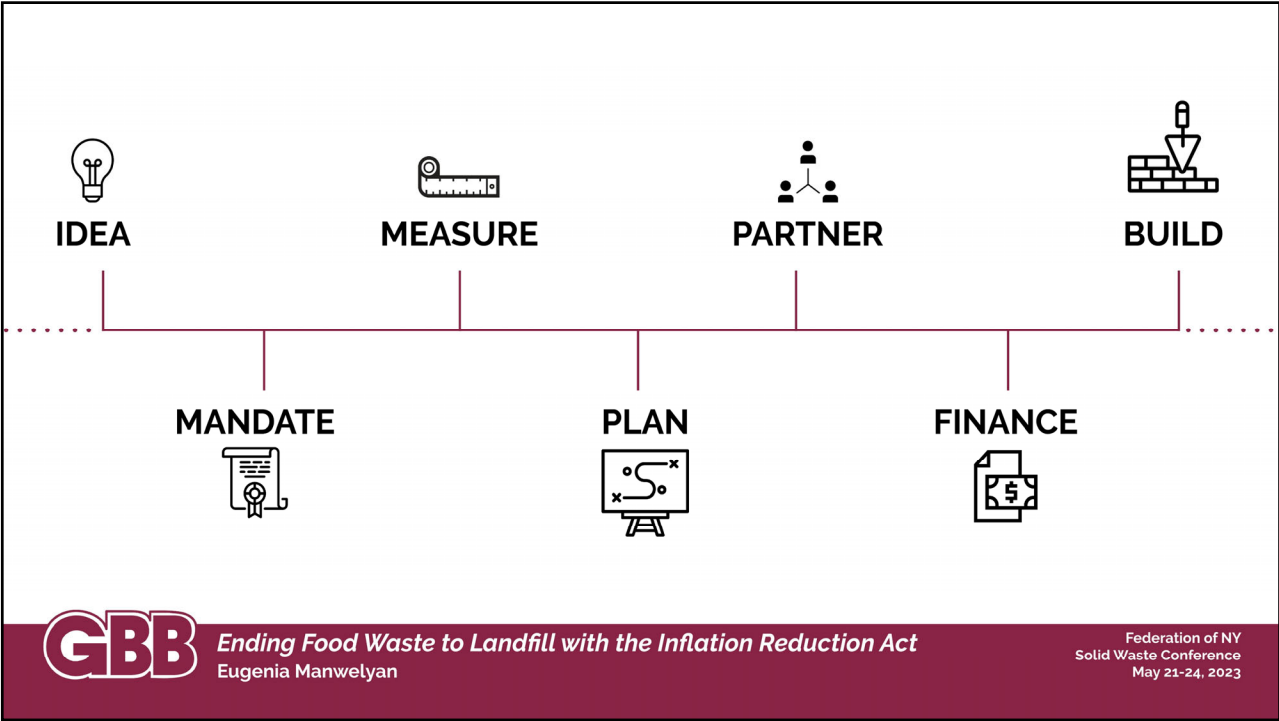 IDEA
MEASURE
PARTNER
BUILD
MANDATE
PLAN
FINANCE
$
GBB
Ending Food Waste to Landfill with the Inflation Reduction Act
Eugenia Manwelyan
Federation of NY
Solid Waste Conference
May 21-24, 2023